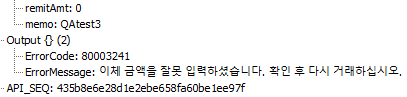 remitAmt: 0
memo: QAtest3
Output {} (2)
ErrorCode: 80003241
ErrorMessage: 이체 금액을 잘못 입력하셨습니다. 확인 후 다시 거래하십시오.
API_SEQ: 435b8e6e28d1e2ebe658fa60be1ee97f